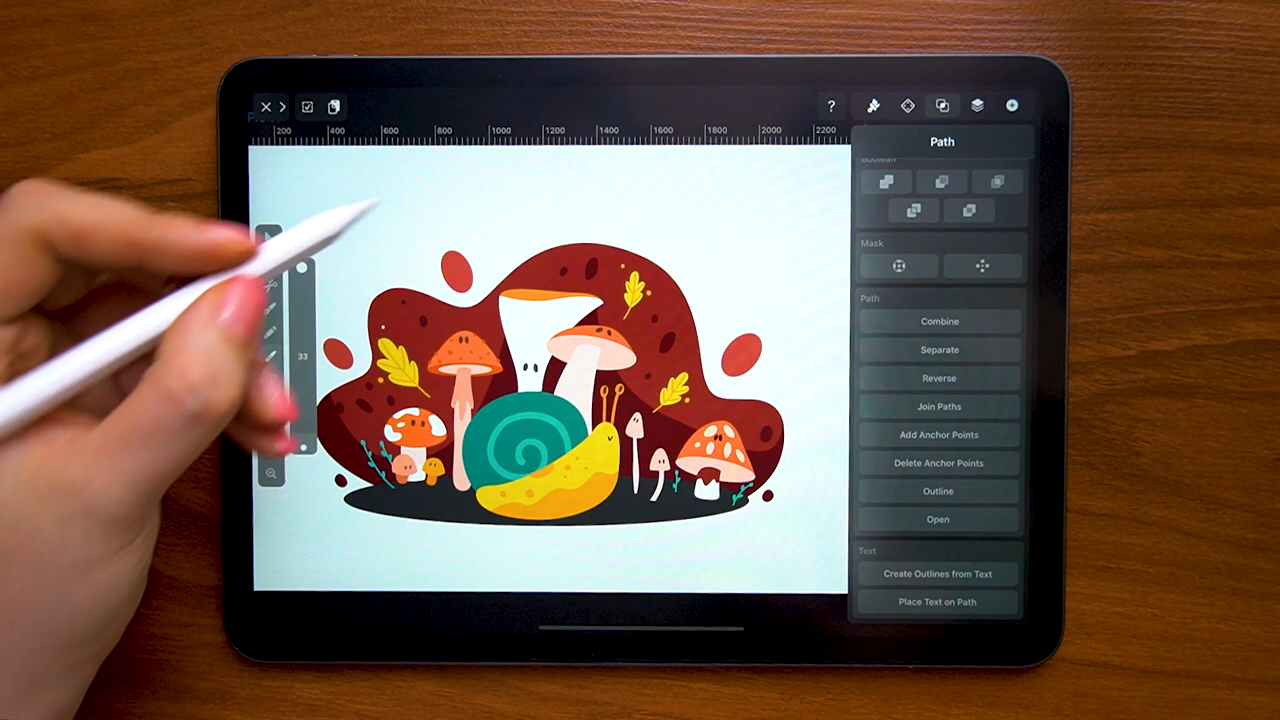 ?
200 400 600 800 1000 1200 1400 1600 1800 2000 2200
Path
Boolean
Mask
33
Path
Combine
Separate
Reverse
Join Paths
Add Anchor Points
Delete Anchor Points
Outline
Open
Text
Create Outlines from Text
Place Text on Path